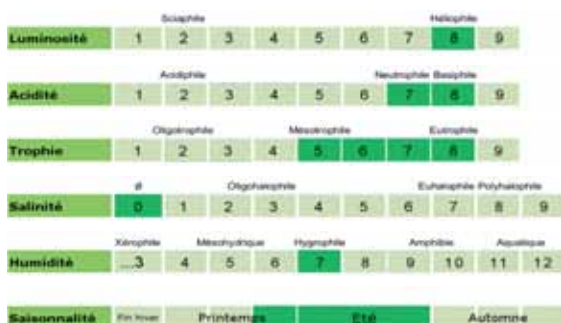 Sciaphile Héliophile
Luminosité 1 2 3 4 5 6 7 8 9
Acidiphile Neutrophile Basiphile
Acidité 1 2 3 4 5 6 7 8 9
Oligotrophile Mésotrophile Eutrophile
Trophie 1 2 3 4 5 6 7 8 9
Ø Oligohalophile Euhalophile Polyhalophile
Salinité 0 1 2 3 4 5 6 7 8 9
Xérophile Mésohydrique Hygrophile Amphibie Aquatique
Humidité ...3 4 5 6 7 8 9 10 11 12
Saisonnalité Fin hiver Printemps Eté Automne